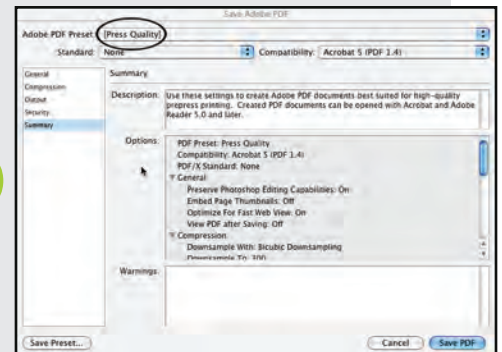 Save Adobe PDF
Adobe PDF Preset: [Press Quality]
Standard: None Compatibility: Acrobat 5 (PDF 1.4)
General
Compression
Output
Security
Summary
Summary
Description: Use these settings to create Adobe PDF documents best suited for high-quality
prepress printing. Created PDF documents can be opened with Acrobat and Adobe
Reader 5.0 and later.
Options: PDF Preset: Press Quality
Compatibility: Acrobat 5 (PDF 1.4)
PDF/X Standard: None
General
Preserve Photoshop Editing Capabilities: On
Embed Page Thumbnails: Off
Optimize For Fast Web View: On
View PDF after Saving: Off
Compression
Downsample With: Bicubic Downsampling
Downsample To: 300
Warnings:
Save Preset... Cancel Save PDF